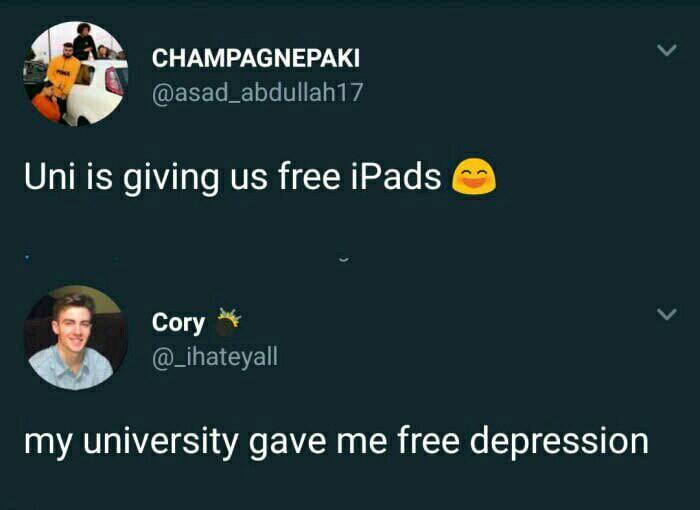 CHAMPAGNEPAKI
@asad_abdullah17
Uni is giving us free iPads 😄
Cory
@_ihateyall
my university gave me free depression